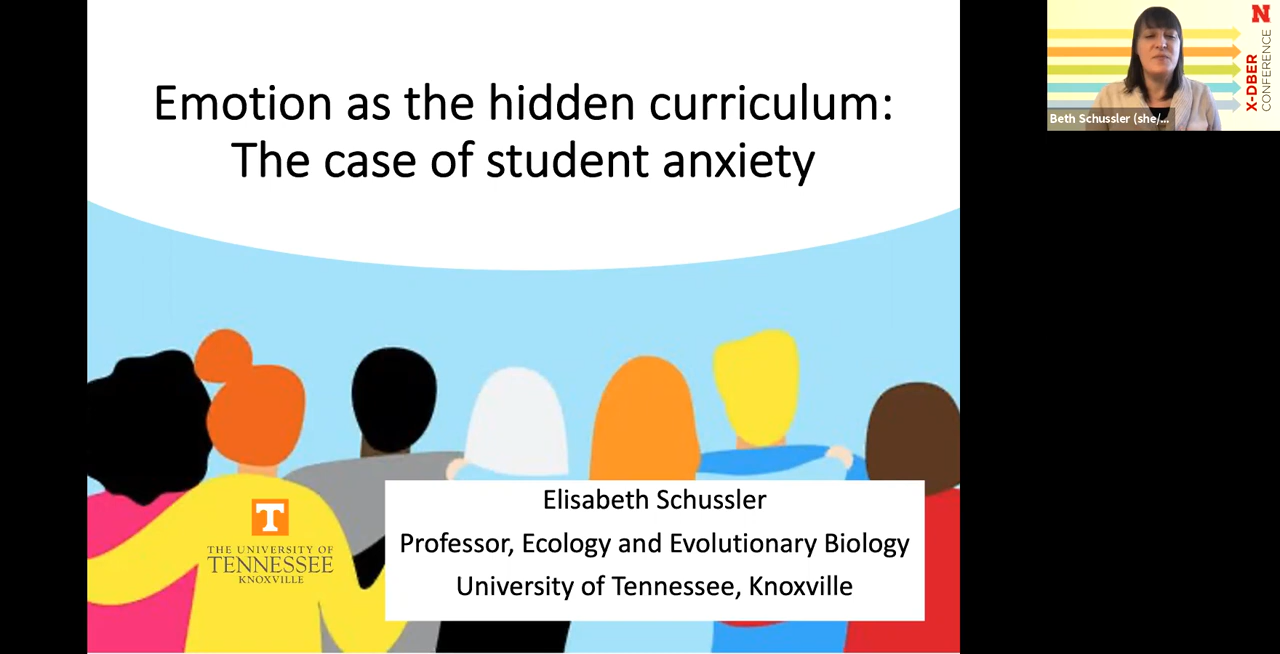 Emotion as the hidden curriculum:
The case of student anxiety
Elisabeth Schussler
Professor, Ecology and Evolutionary Biology
University of Tennessee, Knoxville
T
THE UNIVERSITY OF
TENNESSEE
KNOXVILLE
N
X-DBER
CONFERENCE
Beth Schussler (she/...